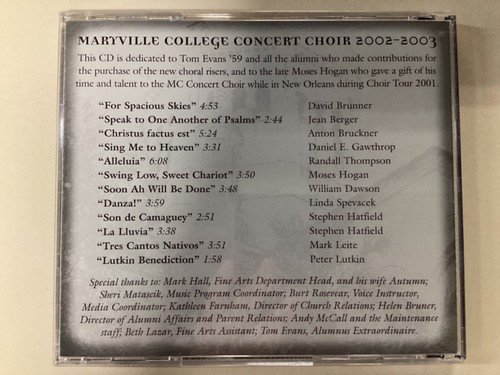 MARYVILLE COLLEGE CONCERT CHOIR 2002-2003
This CD is dedicated to Tom Evans '59 and all the alumni who made contributions for
the purchase of the new choral risers, and to the late Moses Hogan who gave a gift of his
time and talent to the MC Concert Choir while in New Orleans during Choir Tour 2001.
"For Spacious Skies" 4:53 David Brunner
"Speak to One Another of Psalms" 2:44 Jean Berger
"Christus factus est" 5:24 Anton Bruckner
"Sing Me to Heaven" 3:31 Daniel E. Gawthrop
"Alleluia" 6:08 Randall Thompson
"Swing Low, Sweet Chariot" 3:50 Moses Hogan
"Soon Ah Will Be Done" 3:48 William Dawson
"Danza!" 3:59 Linda Spevacek
"Son de Camaguey" 2:51 Stephen Hatfield
"La Lluvia" 3:38 Stephen Hatfield
"Tres Cantos Nativos" 3:51 Mark Leite
"Lutkin Benediction" 1:58 Peter Lutkin
Special thanks to: Mark Hall, Fine Arts Department Head, and his wife Autumn;
Sheri Matascik, Music Program Coordinator; Burt Rosevear, Voice Instructor,
Media Coordinator; Kathleen Farnham, Director of Church Relations; Helen Bruner,
Director of Alumni Affairs and Parent Relations; Andy McCall and the Maintenance
staff; Beth Lazar, Fine Arts Assistant; Tom Evans, Alumnus Extraordinaire.